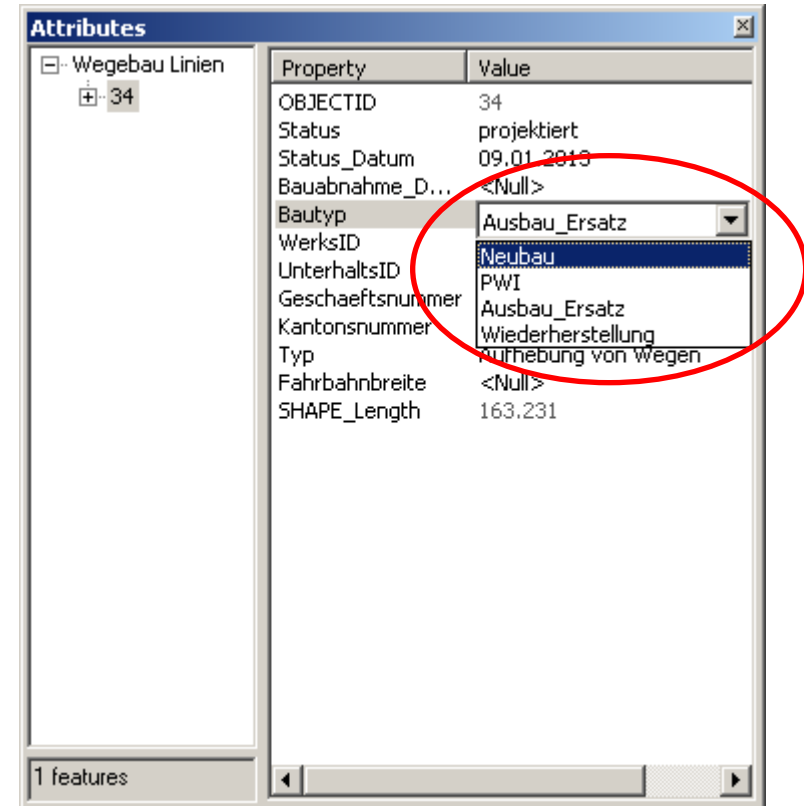 Attributes
Wegebau Linien
34
Property Value
OBJECTID 34
Status projektiert
Status_Datum 09.01.2013
Bauabnahme_D... <Null>
Bautyp Ausbau_Ersatz
WerksID Neubau
UnterhaltsID PWI
Geschaeftsnummer Ausbau_Ersatz
Kantonsnummer Wiederherstellung
Typ Aufhebung von Wegen
Fahrbahnbreite <Null>
SHAPE_Length 163.231
1 features